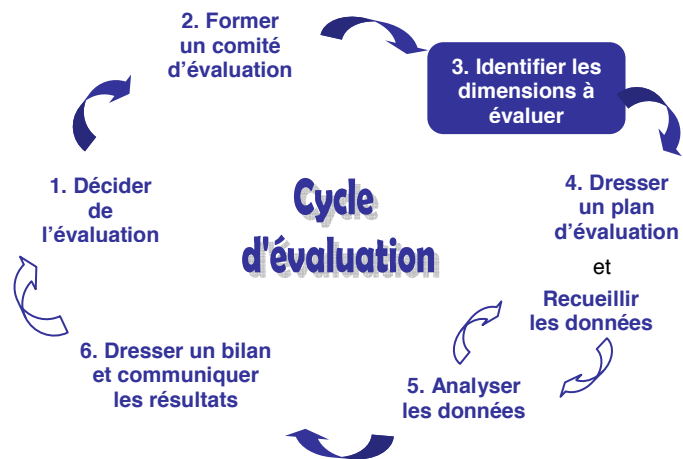 2. Former
un comité
d'évaluation
3. Identifier les
dimensions à
évaluer
1. Décider
de
l'évaluation
Cycle
d'évaluation
4. Dresser
un plan
d'évaluation
et
Recueillir
les données
5. Analyser
les données
6. Dresser un bilan
et communiquer
les résultats